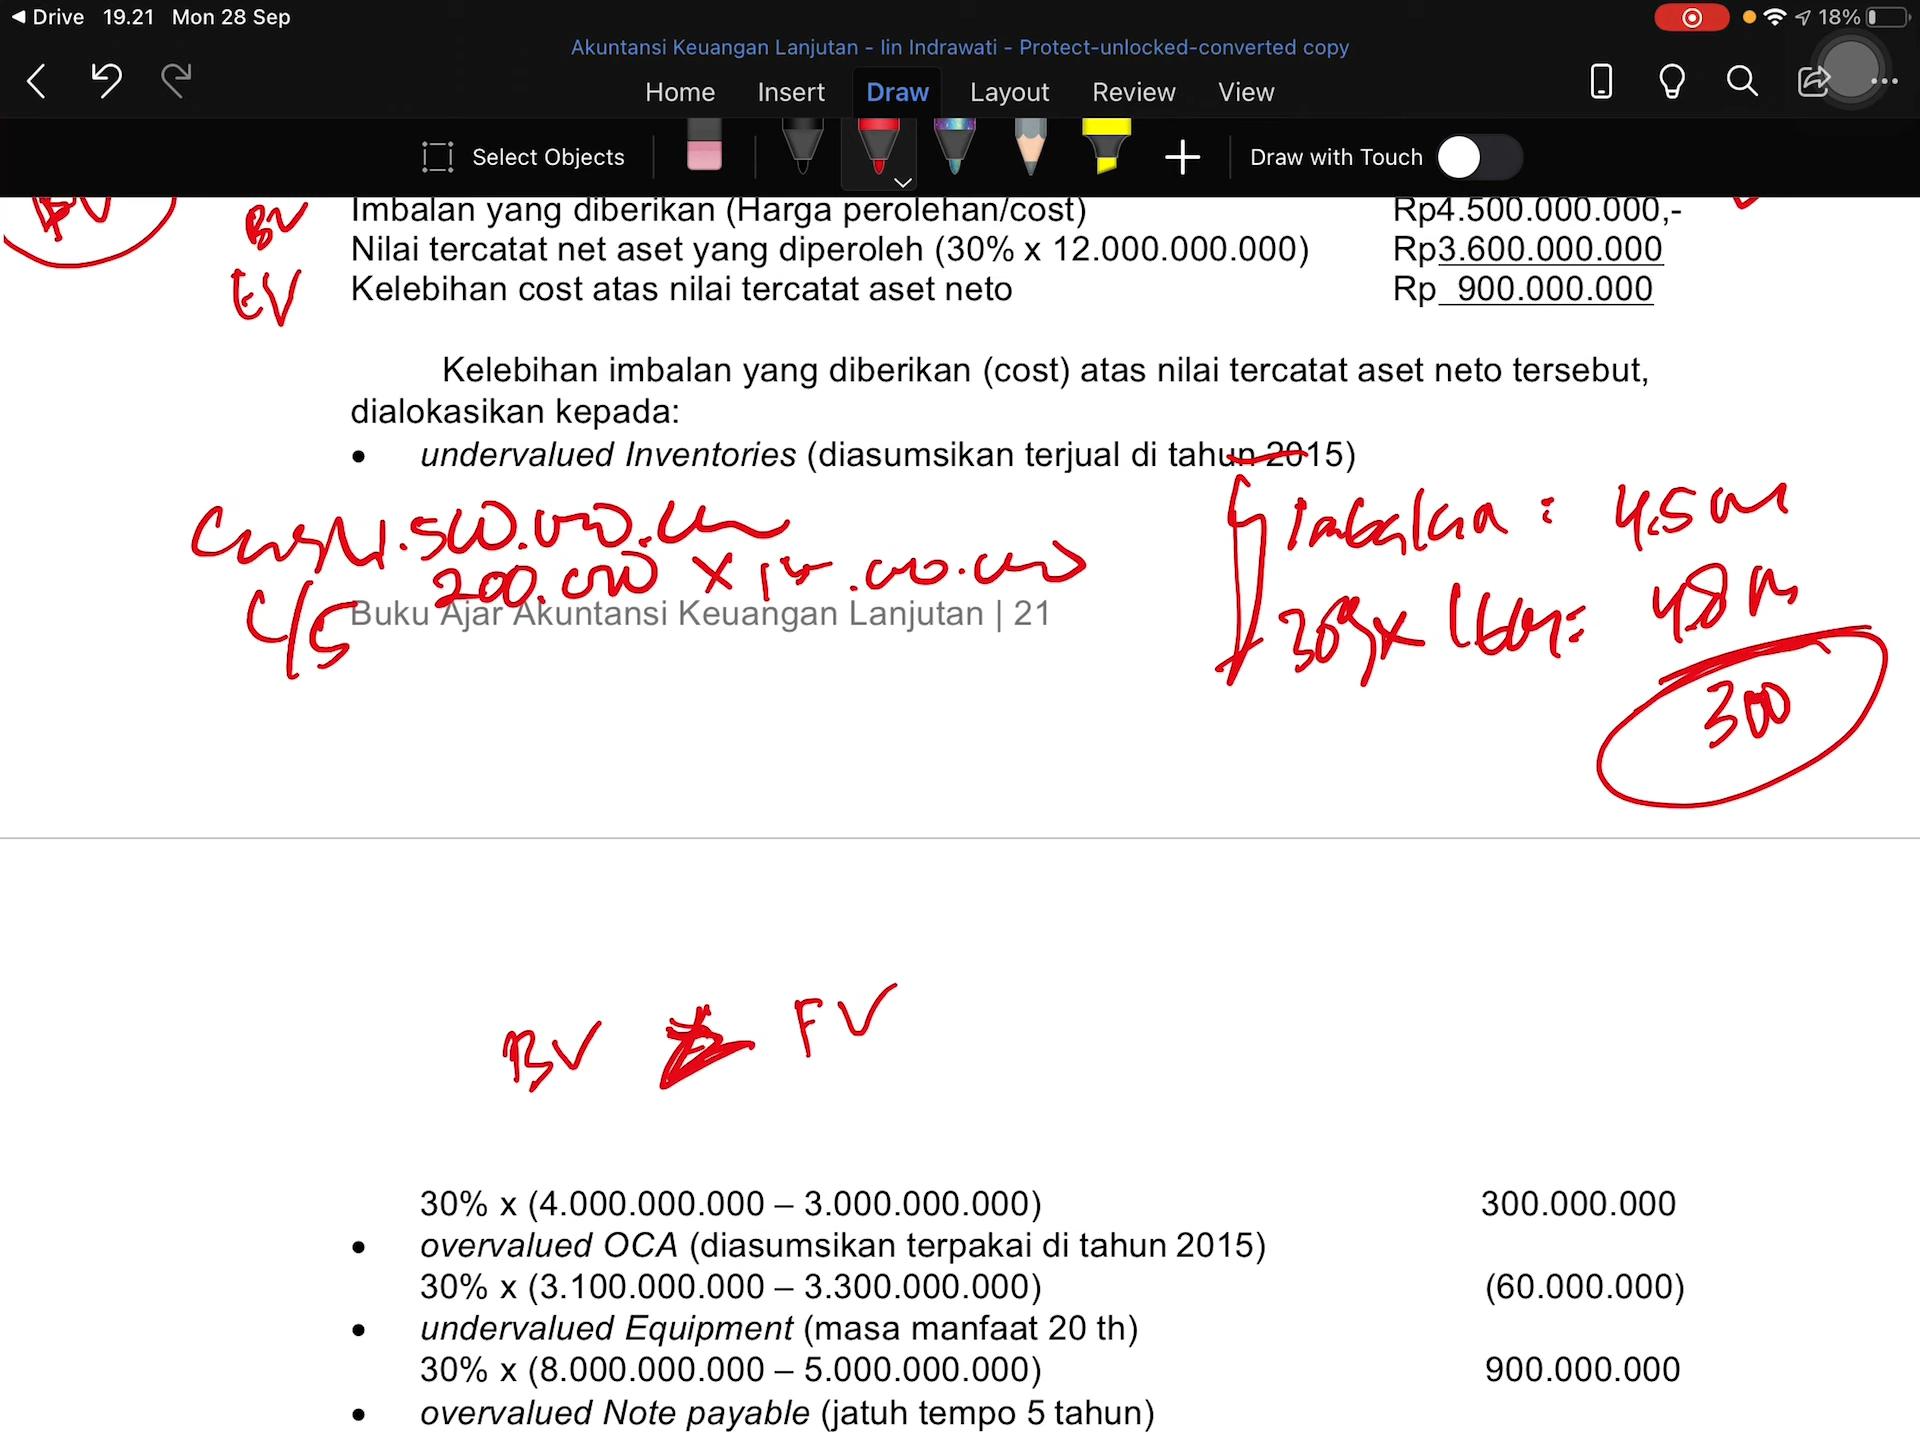 Drive 19.21 Mon 28 Sep 18%
Akuntansi Keuangan Lanjutan - Iin Indrawati - Protect-unlocked-converted copy
Home Insert Draw Layout Review View
Select Objects Draw with Touch
BV Imbalan yang diberikan (Harga perolehan/cost) Rp4.500.000.000,-
Nilai tercatat net aset yang diperoleh (30% x 12.000.000.000) Rp3.600.000.000
Kelebihan cost atas nilai tercatat aset neto Rp 900.000.000
Kelebihan imbalan yang diberikan (cost) atas nilai tercatat aset neto tersebut,
dialokasikan kepada:
• undervalued Inventories (diasumsikan terjual di tahun 2015)
Imbalan : 4.5 m
200.000 x
C/S
30% x 16 m = 4.8 m
Buku Ajar Akuntansi Keuangan Lanjutan | 21
300
BV FV
30% x (4.000.000.000 – 3.000.000.000) 300.000.000
• overvalued OCA (diasumsikan terpakai di tahun 2015)
30% x (3.100.000.000 – 3.300.000.000) (60.000.000)
• undervalued Equipment (masa manfaat 20 th)
30% x (8.000.000.000 – 5.000.000.000) 900.000.000
• overvalued Note payable (jatuh tempo 5 tahun)